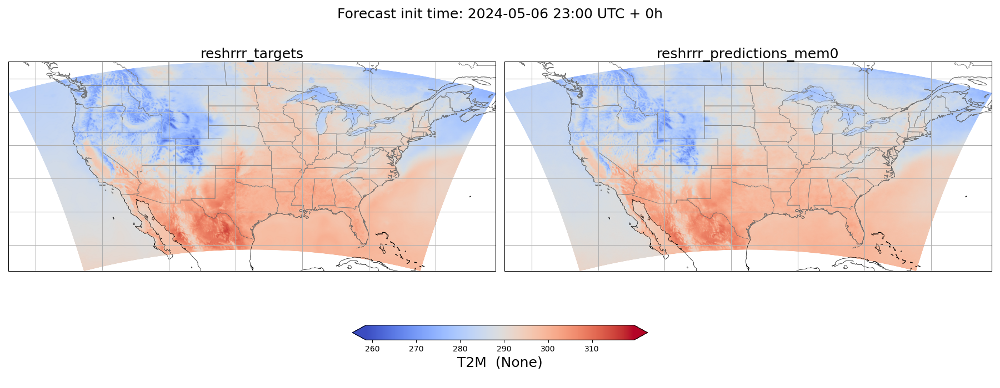 Forecast init time: 2024-05-06 23:00 UTC + 0h
reshrrr_targets
reshrrr_predictions_mem0
260 270 280 290 300 310
T2M (None)